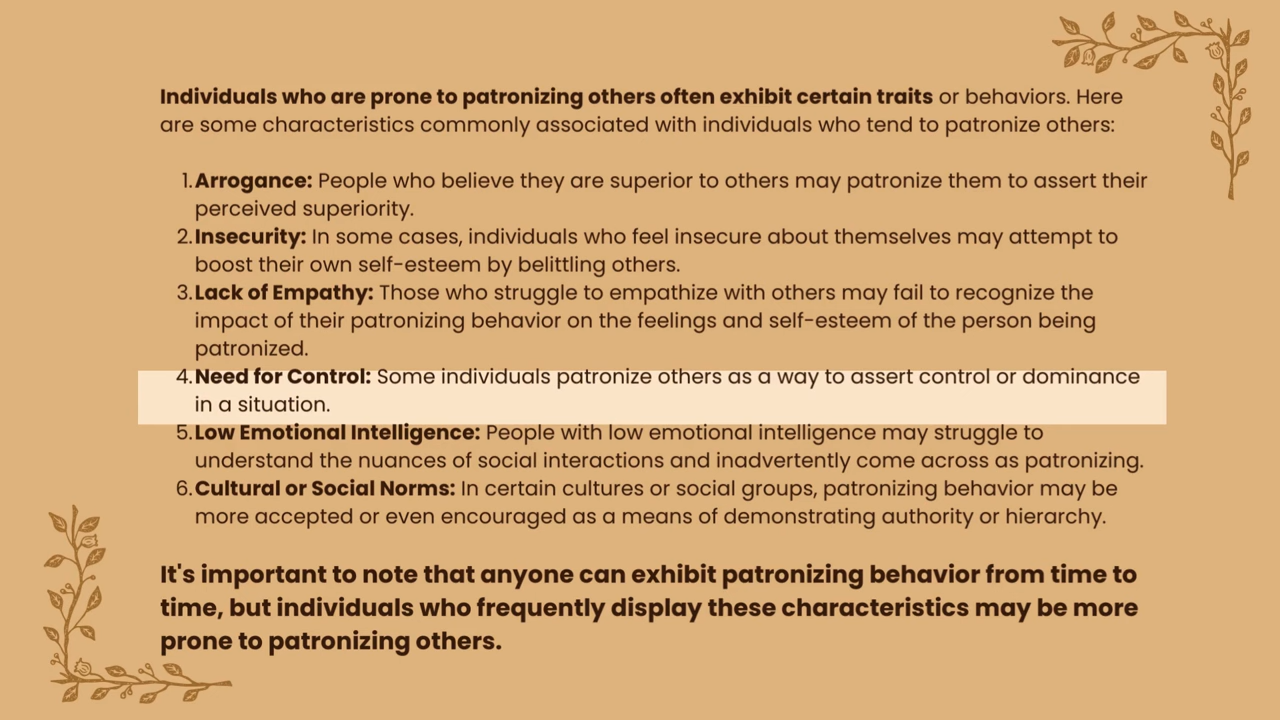 Individuals who are prone to patronizing others often exhibit certain traits or behaviors. Here
are some characteristics commonly associated with individuals who tend to patronize others:
1. Arrogance: People who believe they are superior to others may patronize them to assert their
perceived superiority.
2. Insecurity: In some cases, individuals who feel insecure about themselves may attempt to
boost their own self-esteem by belittling others.
3. Lack of Empathy: Those who struggle to empathize with others may fail to recognize the
impact of their patronizing behavior on the feelings and self-esteem of the person being
patronized.
4. Need for Control: Some individuals patronize others as a way to assert control or dominance
in a situation.
5. Low Emotional Intelligence: People with low emotional intelligence may struggle to
understand the nuances of social interactions and inadvertently come across as patronizing.
6. Cultural or Social Norms: In certain cultures or social groups, patronizing behavior may be
more accepted or even encouraged as a means of demonstrating authority or hierarchy.
It's important to note that anyone can exhibit patronizing behavior from time to
time, but individuals who frequently display these characteristics may be more
prone to patronizing others.